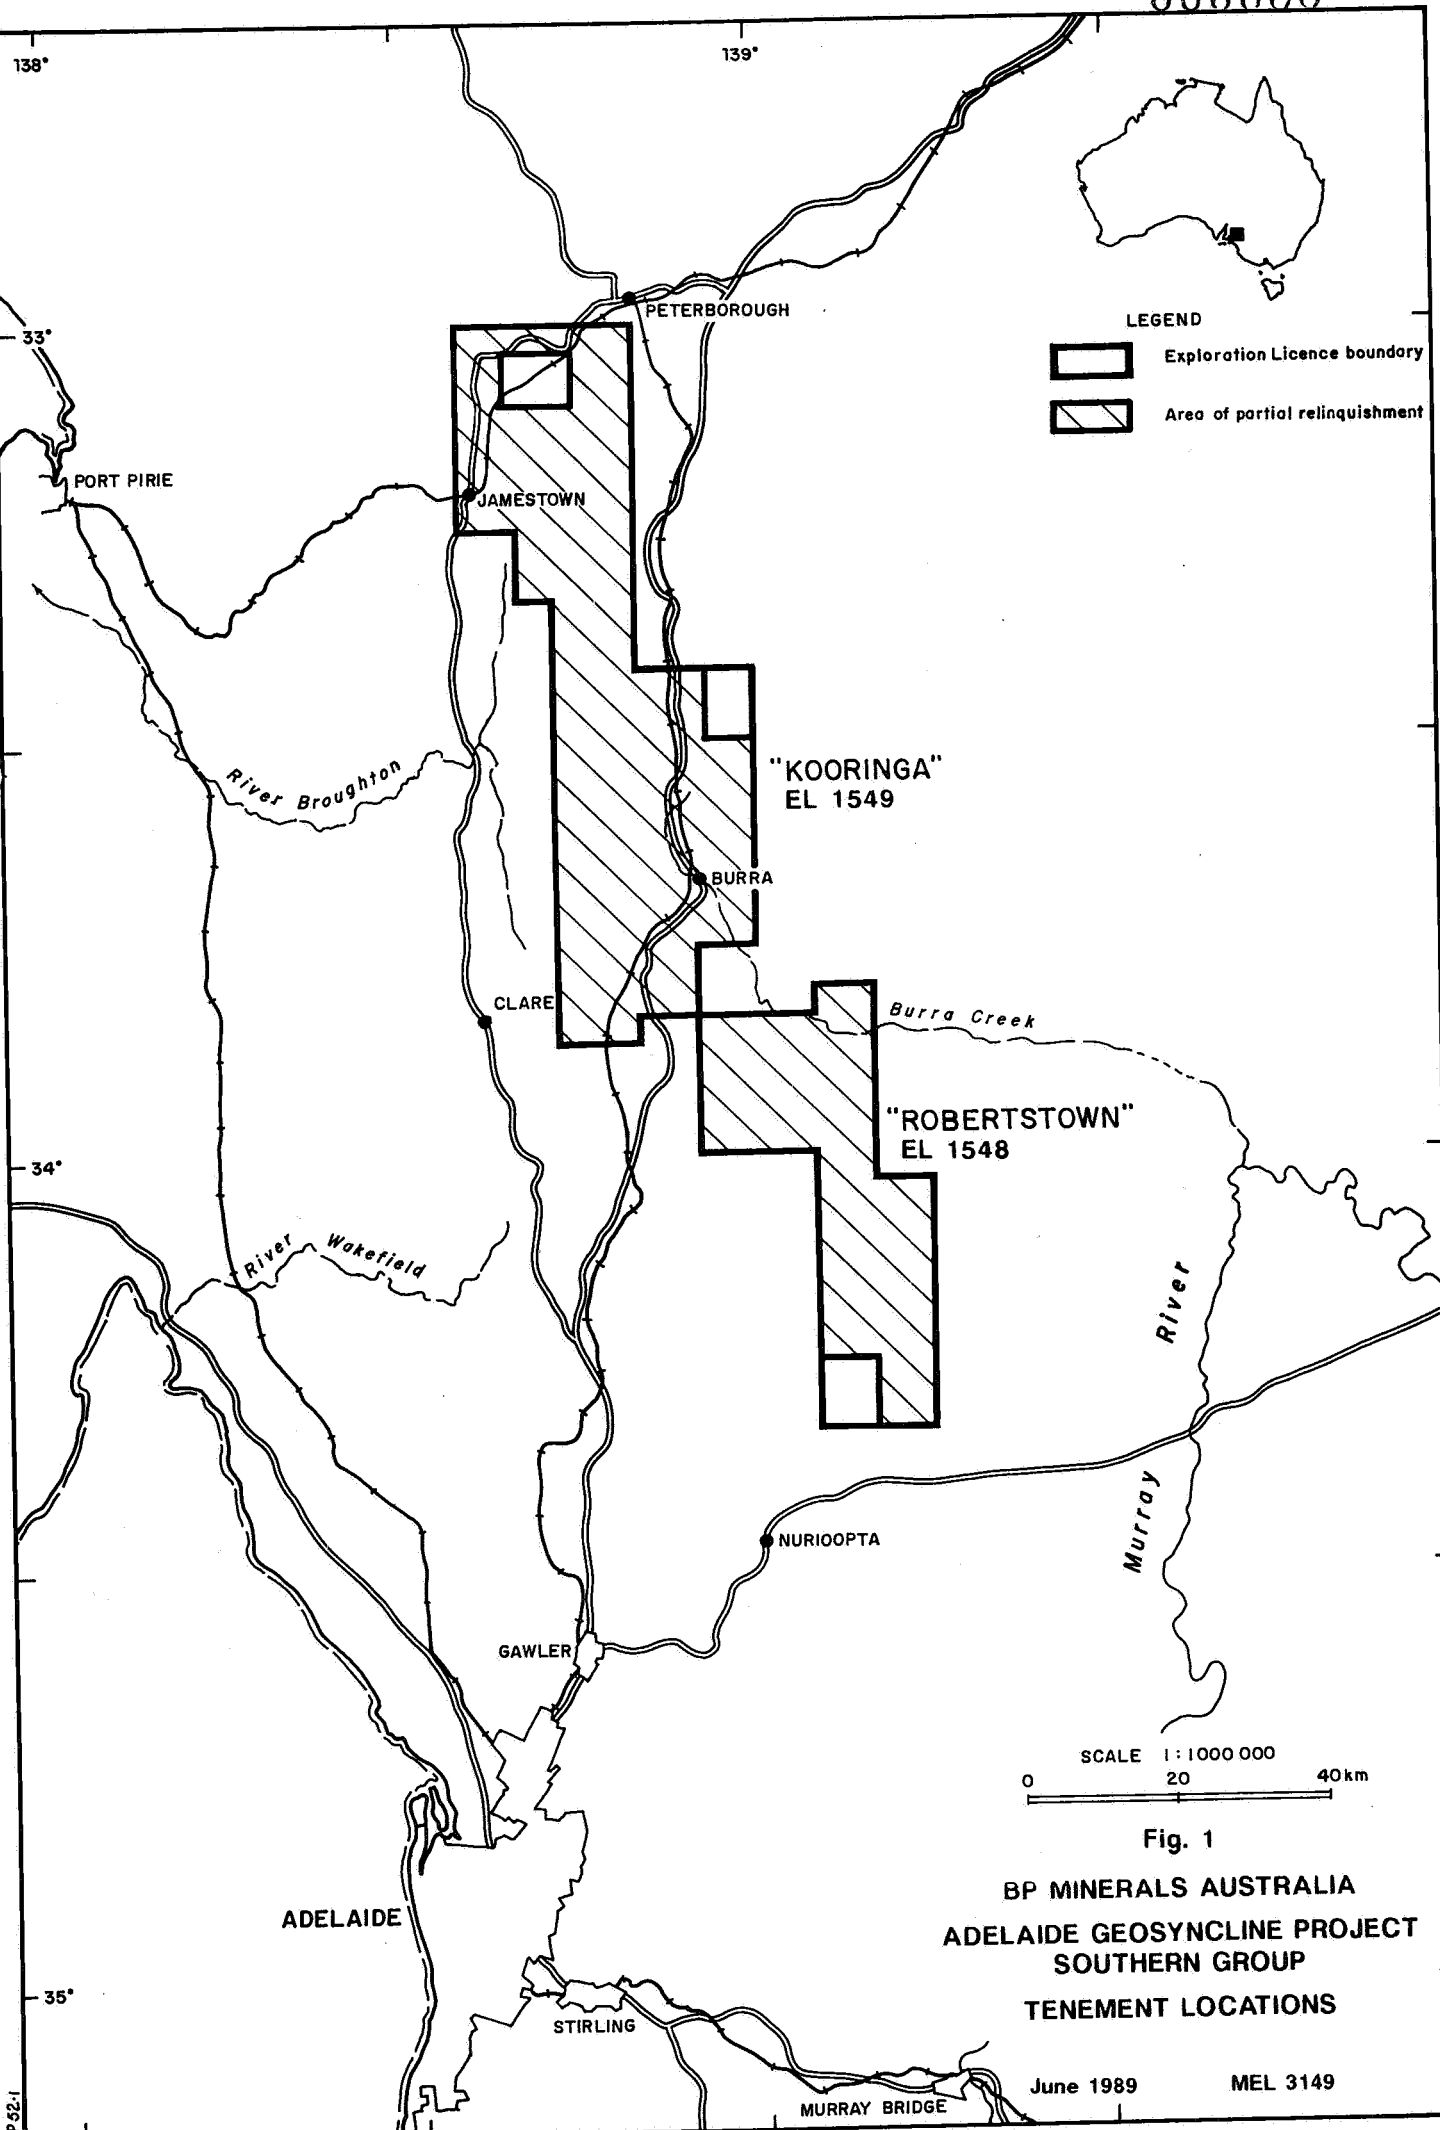 138°
139°
PETERBOROUGH
33°
LEGEND
Exploration Licence boundary
Area of partial relinquishment
PORT PIRIE
JAMESTOWN
"KOORINGA"
EL 1549
River Broughton
BURRA
CLARE
Burra Creek
"ROBERTSTOWN"
EL 1548
34°
River Wakefield
Murray River
NURIOOPTA
GAWLER
SCALE 1:1000 000
0 20 40km
Fig. 1
BP MINERALS AUSTRALIA
ADELAIDE GEOSYNCLINE PROJECT
SOUTHERN GROUP
TENEMENT LOCATIONS
ADELAIDE
35°
STIRLING
June 1989 MEL 3149
MURRAY BRIDGE